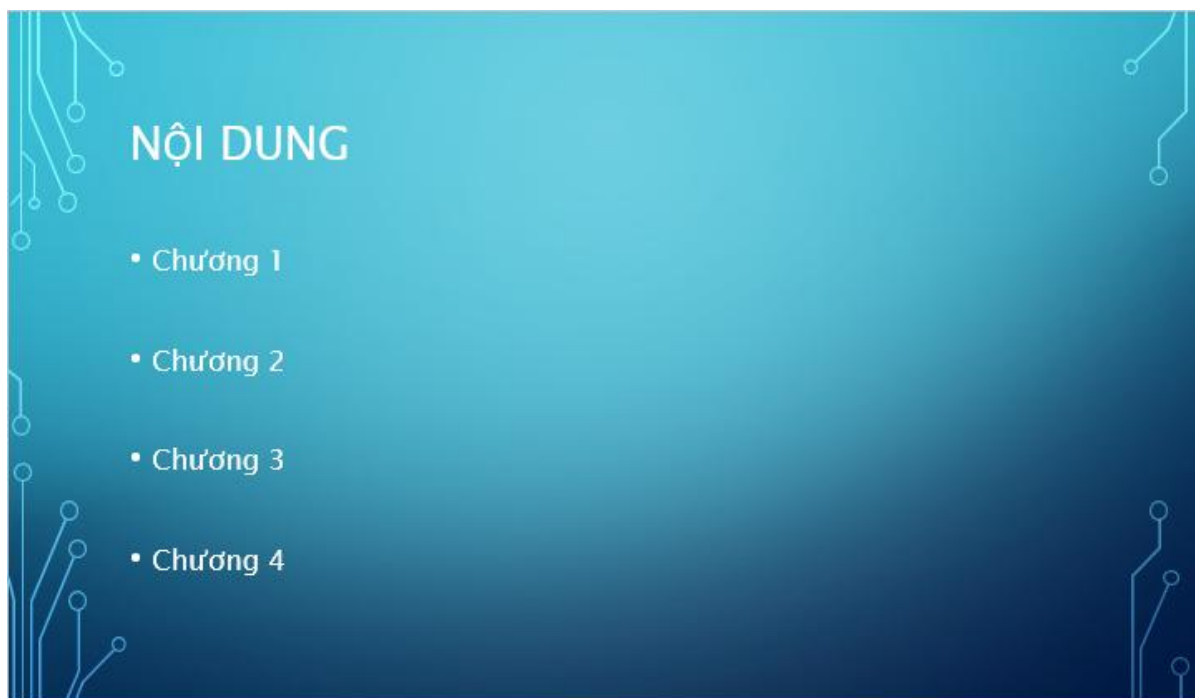 NỘI DUNG
• Chương 1
• Chương 2
• Chương 3
• Chương 4